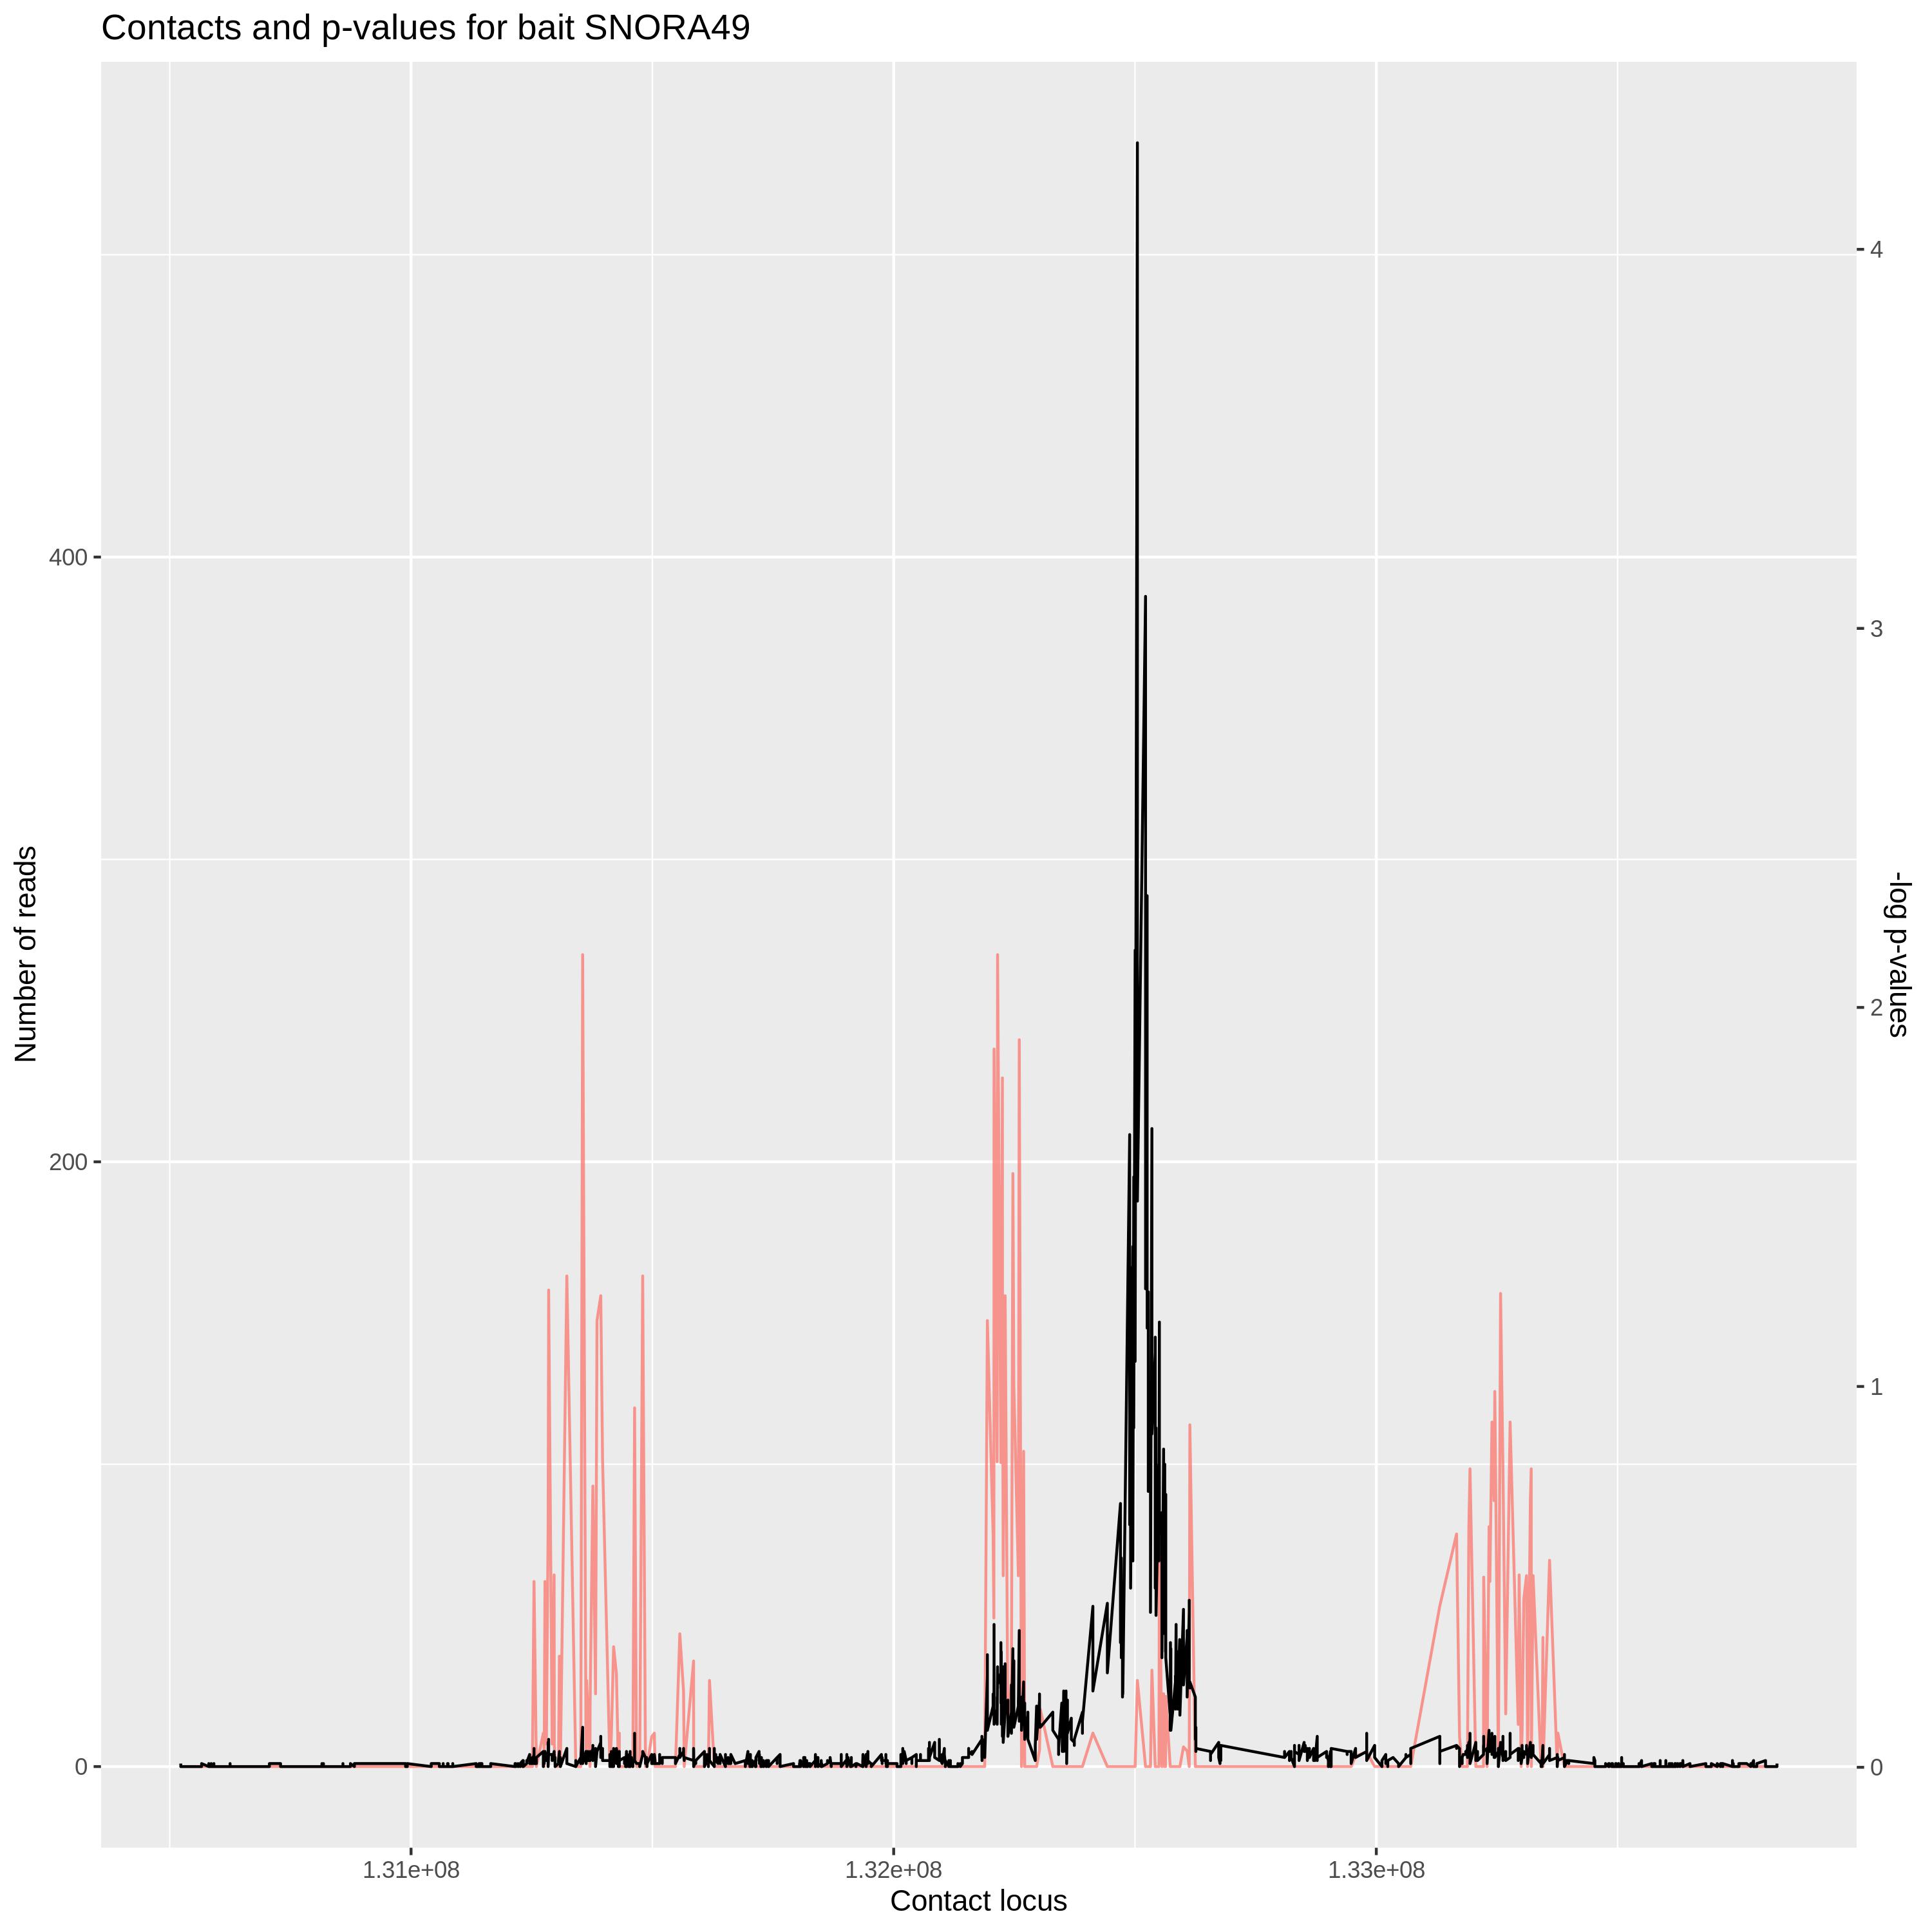 Contacts and p-values for bait SNORA49
Number of reads
400
200
0
4
3
2
1
0
-log p-values
1.31e+08
1.32e+08
1.33e+08
Contact locus